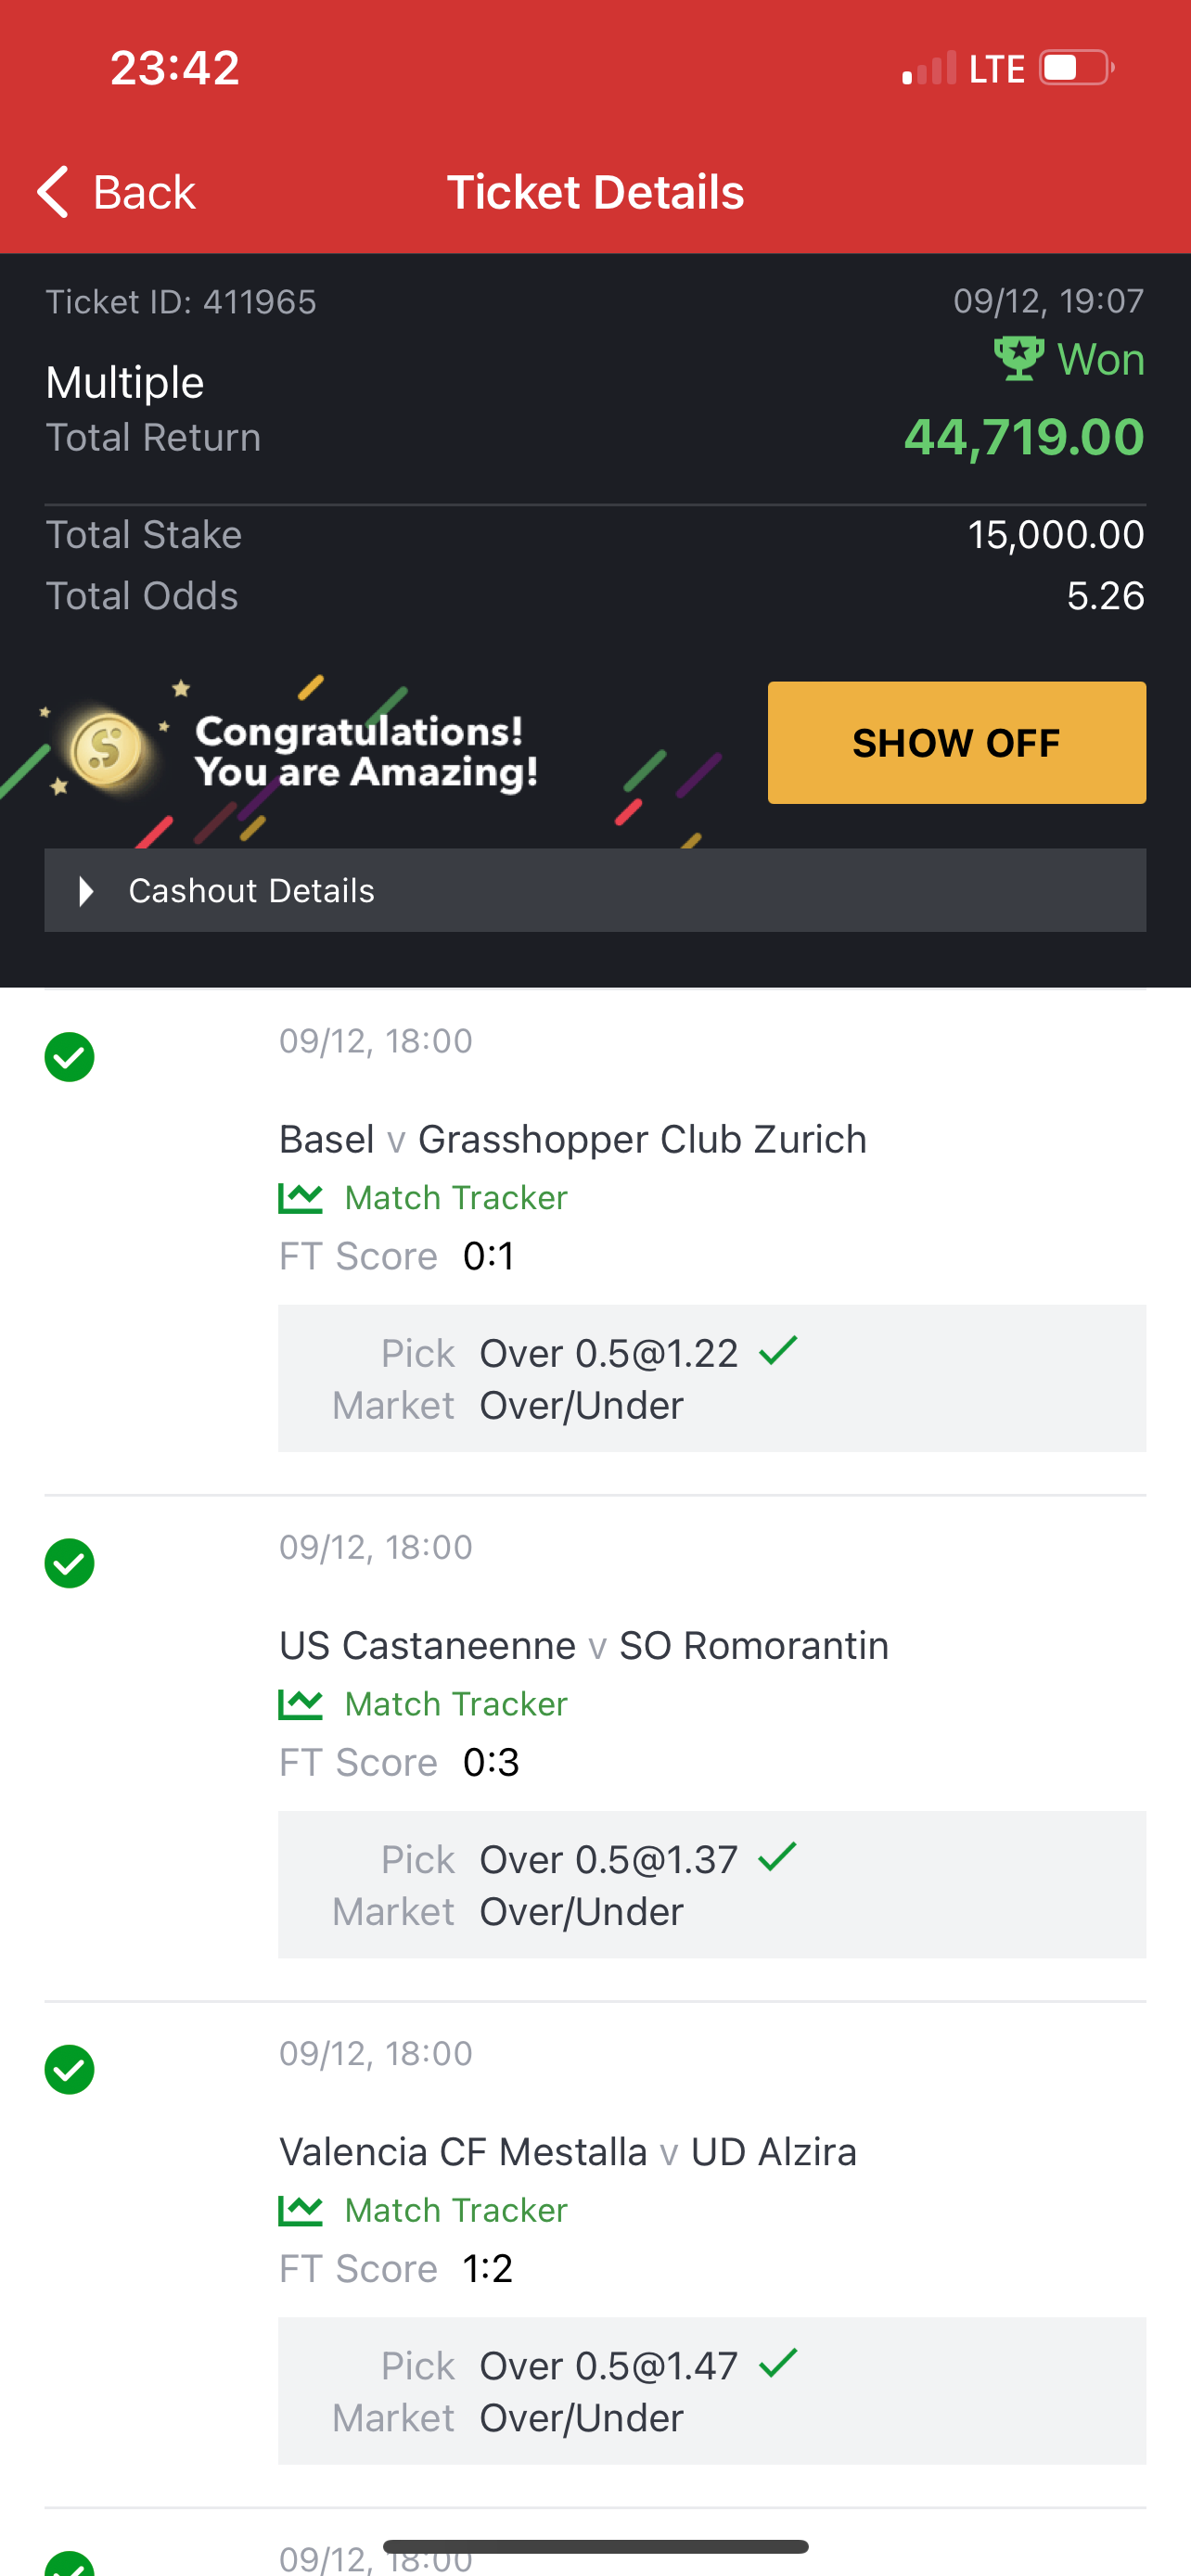 23:42
LTE
Back
Ticket Details
Ticket ID: 411965
09/12, 19:07
Won
Multiple
Total Return
44,719.00
Total Stake
15,000.00
Total Odds
5.26
Congratulations!
You are Amazing!
SHOW OFF
Cashout Details
09/12, 18:00
Basel v Grasshopper Club Zurich
Match Tracker
FT Score 0:1
Pick Over 0.5@1.22
Market Over/Under
09/12, 18:00
US Castaneenne v SO Romorantin
Match Tracker
FT Score 0:3
Pick Over 0.5@1.37
Market Over/Under
09/12, 18:00
Valencia CF Mestalla v UD Alzira
Match Tracker
FT Score 1:2
Pick Over 0.5@1.47
Market Over/Under
09/12, 18:00